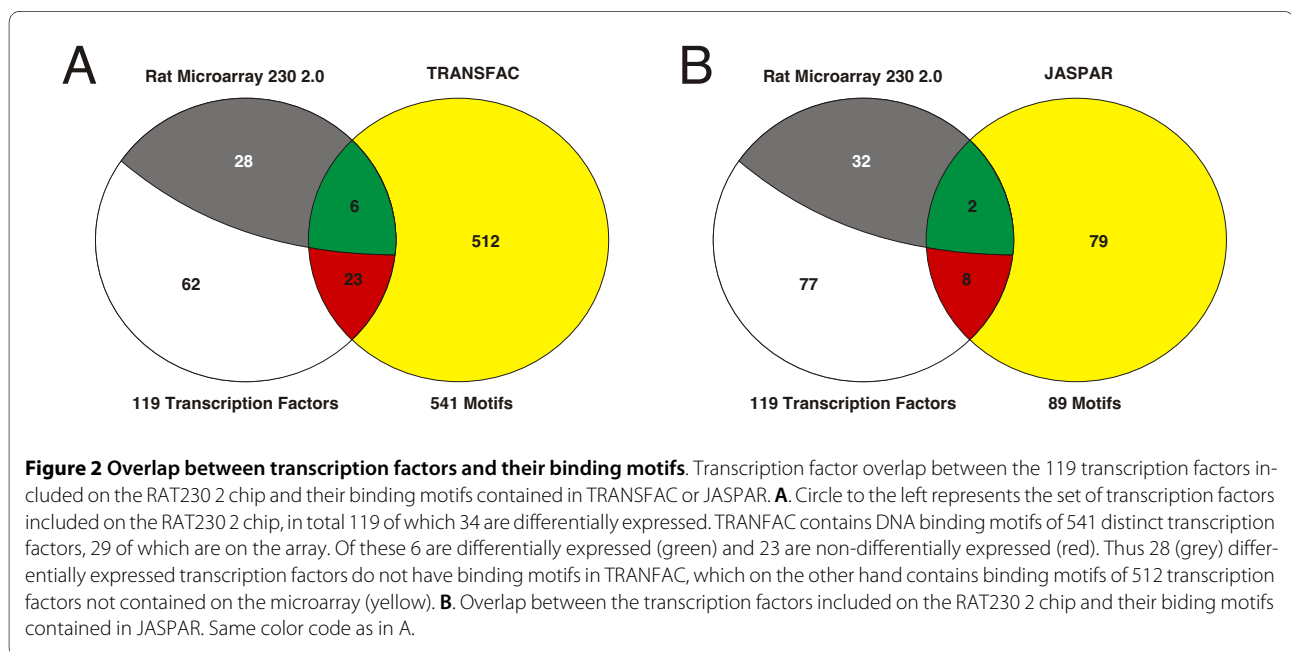 A
Rat Microarray 230 2.0
TRANSFAC
28
6
512
62
23
119 Transcription Factors
541 Motifs
B
Rat Microarray 230 2.0
JASPAR
32
2
79
77
8
119 Transcription Factors
89 Motifs
Figure 2 Overlap between transcription factors and their binding motifs. Transcription factor overlap between the 119 transcription factors in-
cluded on the RAT230 2 chip and their binding motifs contained in TRANSFAC or JASPAR. A. Circle to the left represents the set of transcription factors
included on the RAT230 2 chip, in total 119 of which 34 are differentially expressed. TRANFAC contains DNA binding motifs of 541 distinct transcription
factors, 29 of which are on the array. Of these 6 are differentially expressed (green) and 23 are non-differentially expressed (red). Thus 28 (grey) differ-
entially expressed transcription factors do not have binding motifs in TRANFAC, which on the other hand contains binding motifs of 512 transcription
factors not contained on the microarray (yellow). B. Overlap between the transcription factors included on the RAT230 2 chip and their biding motifs
contained in JASPAR. Same color code as in A.